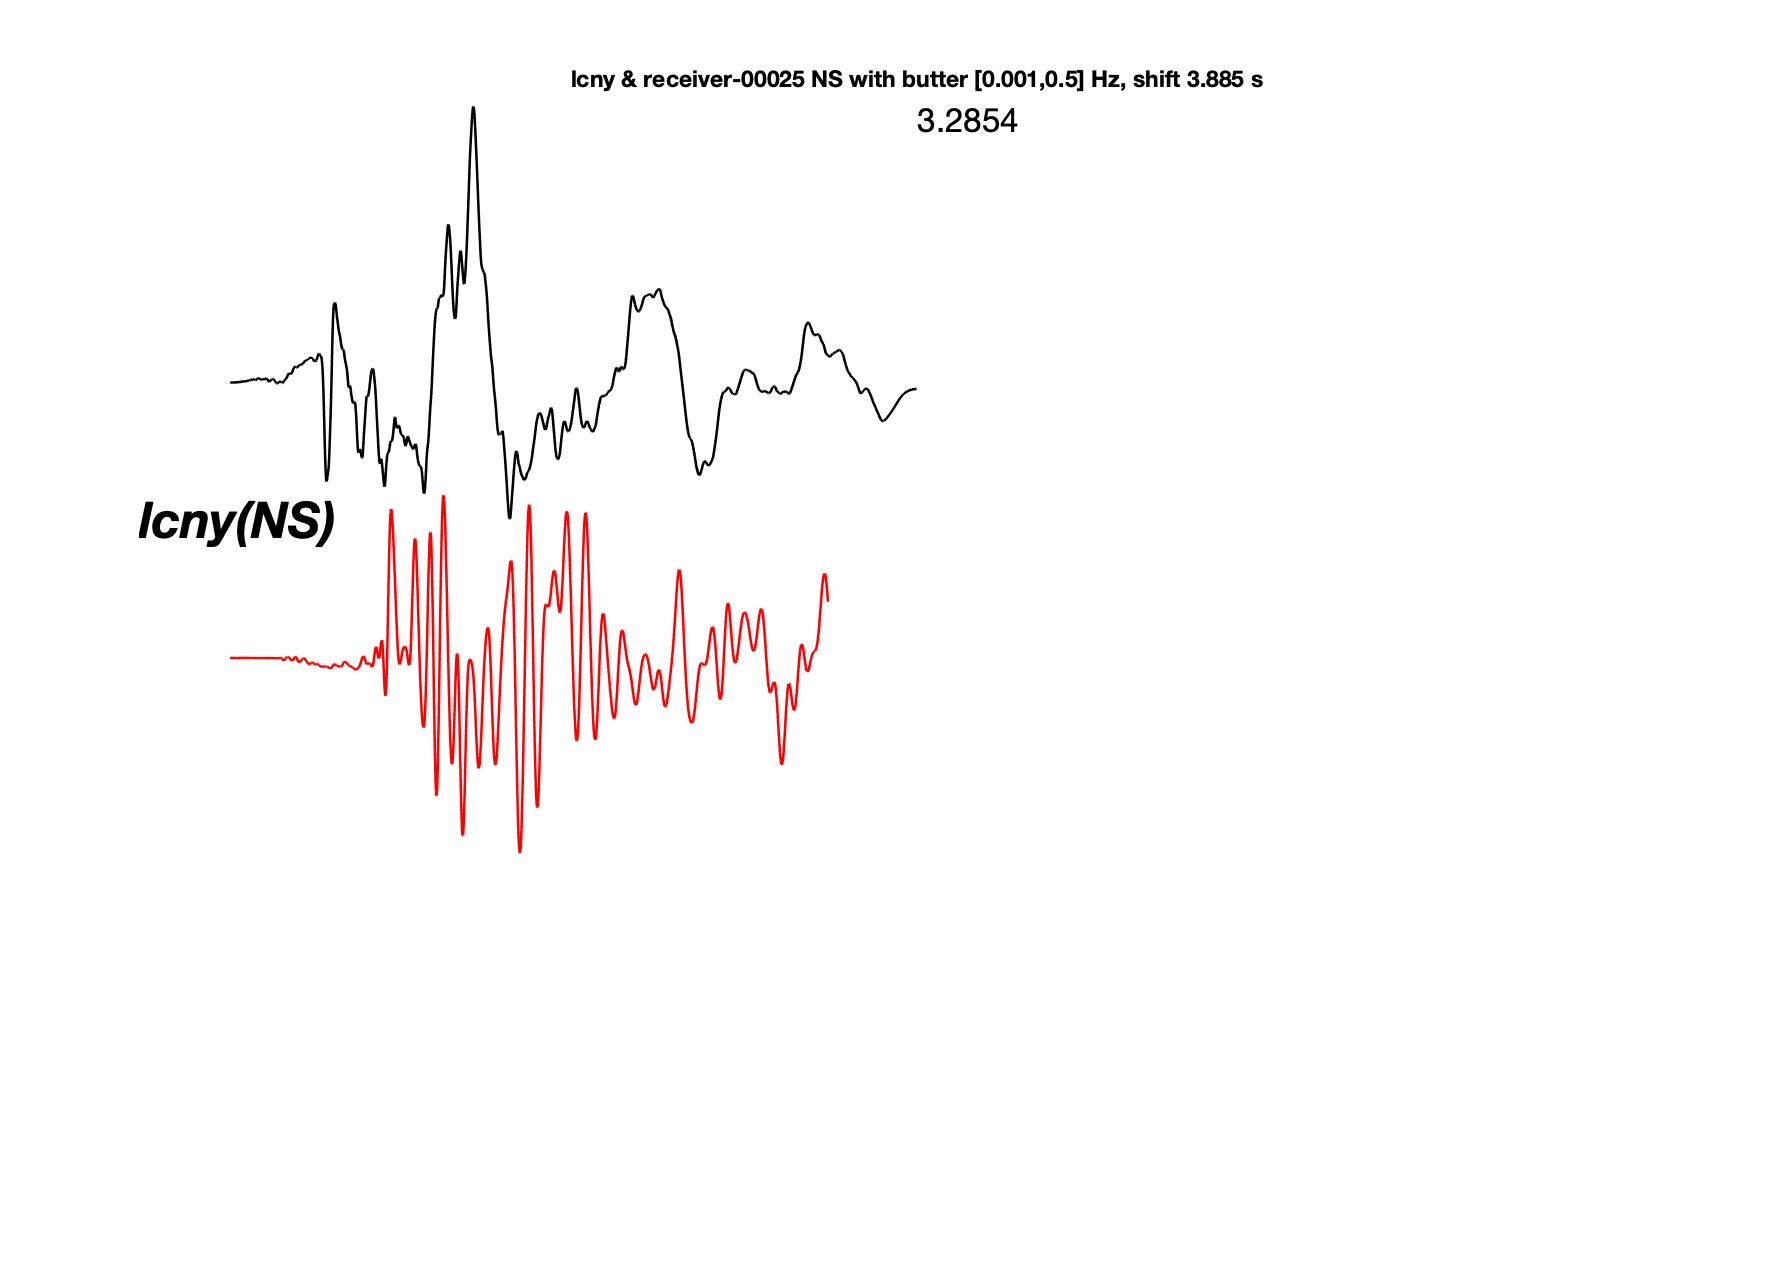 lcny & receiver-00025 NS with butter [0.001,0.5] Hz, shift 3.885 s
3.2854
lcny(NS)